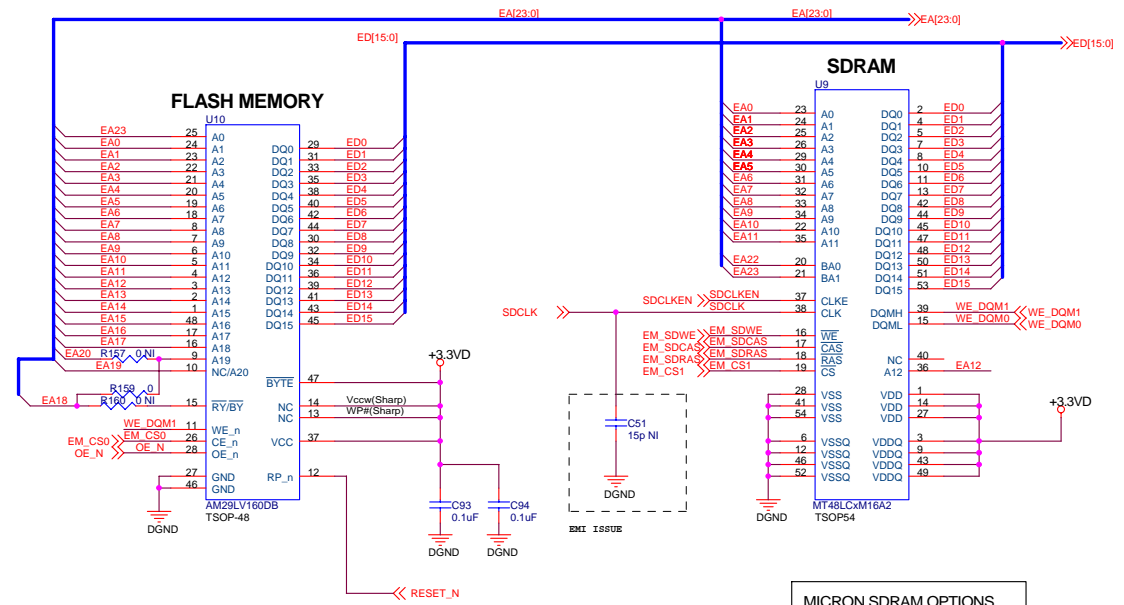 EA[23:0]
EA[23:0]
EA[23:0]
ED[15:0]
ED[15:0]
FLASH MEMORY
U10
EA23 25 A0
EA0 24 A1
EA1 23 A2
EA2 22 A3
EA3 21 A4
EA4 20 A5
EA5 19 A6
EA6 18 A7
EA7 8 A8
EA8 7 A9
EA9 6 A10
EA10 5 A11
EA11 4 A12
EA12 3 A13
EA13 2 A14
EA14 1 A15
EA15 48 A16
EA16 17 A17
EA17 16 A18
EA20 R157 0 NI 9 A19
EA19 10 NC/A20
R159 0
EA18 R160 0 NI 15 RY/BY
WE_DQM1 11 WE_n
EM_CS0 EM_CS0 26 CE_n
OE_N OE_N 28 OE_n
27 GND
46 GND
DGND
DQ0 29 ED0
DQ1 31 ED1
DQ2 33 ED2
DQ3 35 ED3
DQ4 38 ED4
DQ5 40 ED5
DQ6 42 ED6
DQ7 44 ED7
DQ8 30 ED8
DQ9 32 ED9
DQ10 34 ED10
DQ11 36 ED11
DQ12 39 ED12
DQ13 41 ED13
DQ14 43 ED14
DQ15 45 ED15
+3.3VD
BYTE 47
NC 14 Vccw(Sharp)
NC 13 WP#(Sharp)
VCC 37
RP_n 12
AM29LV160DB
TSOP-48
C93
0.1uF
DGND
C94
0.1uF
DGND
RESET_N
SDRAM
U9
EA0 23 A0
EA1 24 A1
EA2 25 A2
EA3 26 A3
EA4 29 A4
EA5 30 A5
EA6 31 A6
EA7 32 A7
EA8 33 A8
EA9 34 A9
EA10 22 A10
EA11 35 A11
EA22 20 BA0
EA23 21 BA1
SDCLKEN SDCLKEN 37 CLKE
SDCLK SDCLK 38 CLK
EM_SDWE EM_SDWE 16 WE
EM_SDCAS EM_SDCAS 17 CAS
EM_SDRAS EM_SDRAS 18 RAS
EM_CS1 EM_CS1 19 CS
28 VSS
41 VSS
54 VSS
6 VSSQ
12 VSSQ
46 VSSQ
52 VSSQ
DGND
DQ0 2 ED0
DQ1 4 ED1
DQ2 5 ED2
DQ3 7 ED3
DQ4 8 ED4
DQ5 10 ED5
DQ6 11 ED6
DQ7 13 ED7
DQ8 42 ED8
DQ9 44 ED9
DQ10 45 ED10
DQ11 47 ED11
DQ12 48 ED12
DQ13 50 ED13
DQ14 51 ED14
DQ15 53 ED15
DQMH 39 WE_DQM1 WE_DQM1
DQML 15 WE_DQM0 WE_DQM0
NC 40
A12 36 EA12
VDD 1
VDD 14
VDD 27
VDDQ 3
VDDQ 9
VDDQ 43
VDDQ 49
+3.3VD
MT48LCxM16A2
TSOP54
C51
15p NI
DGND
EMI ISSUE
MICRON SDRAM OPTIONS